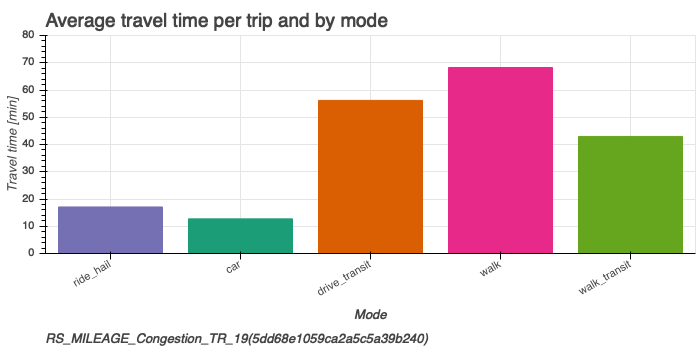 Average travel time per trip and by mode
Travel time [min]
80
70
60
50
40
30
20
10
0
ride_hail
car
drive_transit
walk
walk_transit
Mode
RS_MILEAGE_Congestion_TR_19(5dd68e1059ca2a5c5a39b240)